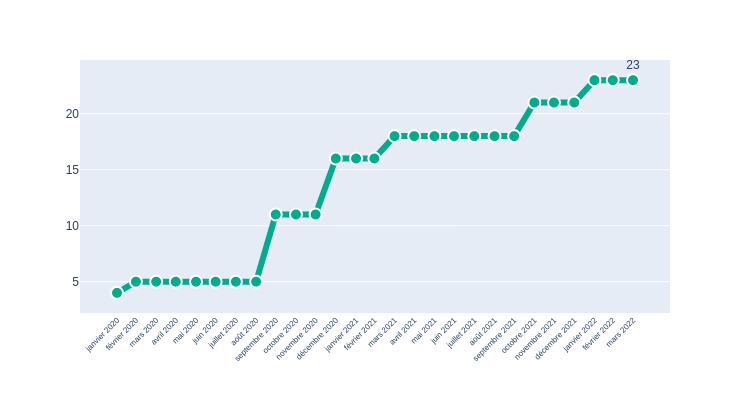 23
20
15
10
5
janvier 2020
février 2020
mars 2020
avril 2020
mai 2020
juin 2020
juillet 2020
août 2020
septembre 2020
octobre 2020
novembre 2020
décembre 2020
janvier 2021
février 2021
mars 2021
avril 2021
mai 2021
juin 2021
juillet 2021
août 2021
septembre 2021
octobre 2021
novembre 2021
décembre 2021
janvier 2022
février 2022
mars 2022